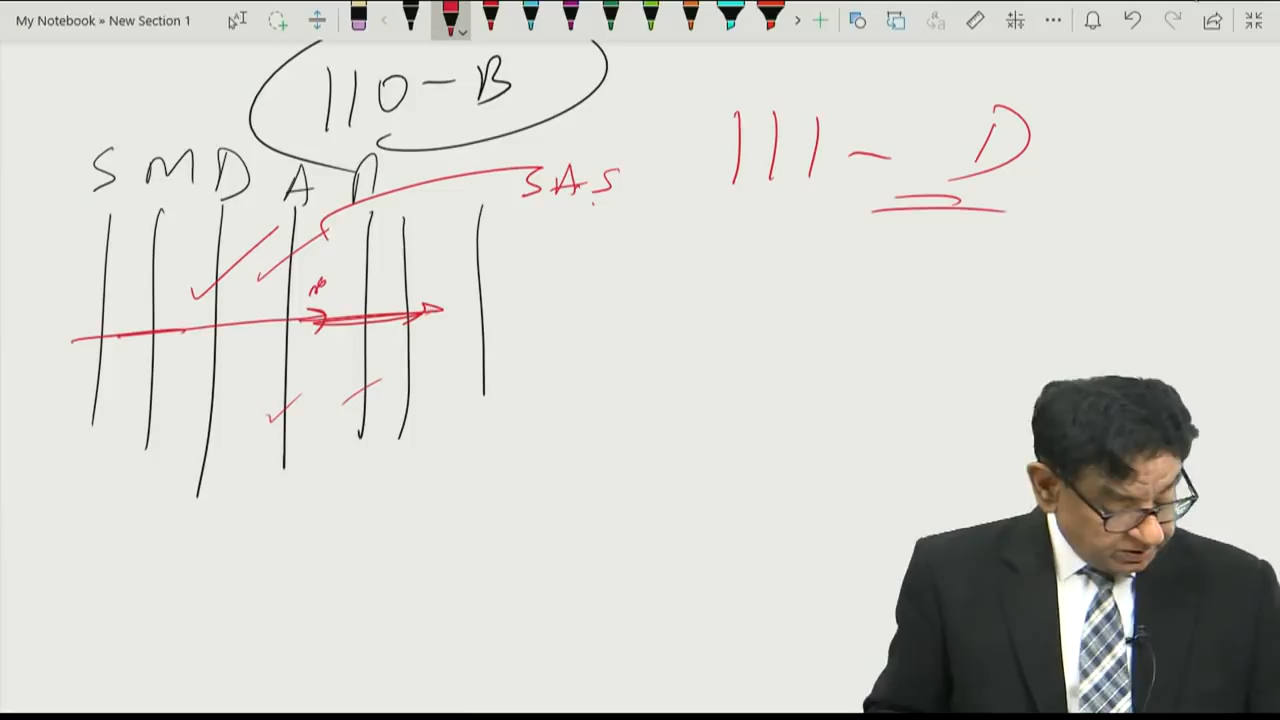 My Notebook » New Section 1
110-B
111- D
S M D A
SAS